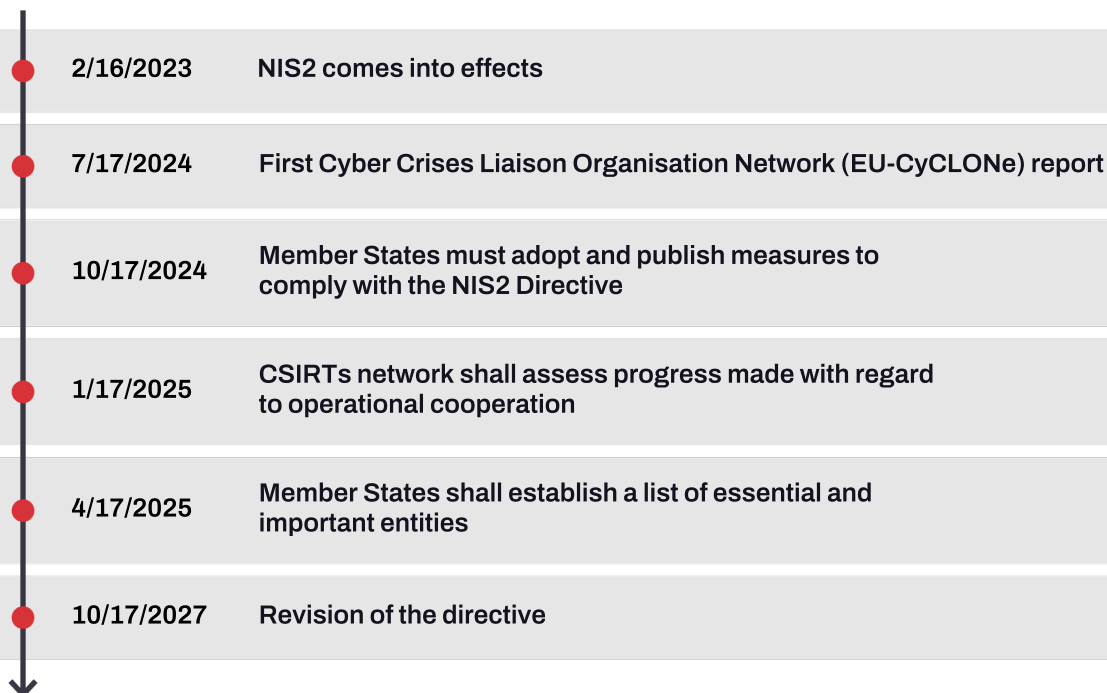 2/16/2023 NIS2 comes into effects
7/17/2024 First Cyber Crises Liaison Organisation Network (EU-CyCLONe) report
10/17/2024 Member States must adopt and publish measures to
comply with the NIS2 Directive
1/17/2025 CSIRTs network shall assess progress made with regard
to operational cooperation
4/17/2025 Member States shall establish a list of essential and
important entities
10/17/2027 Revision of the directive